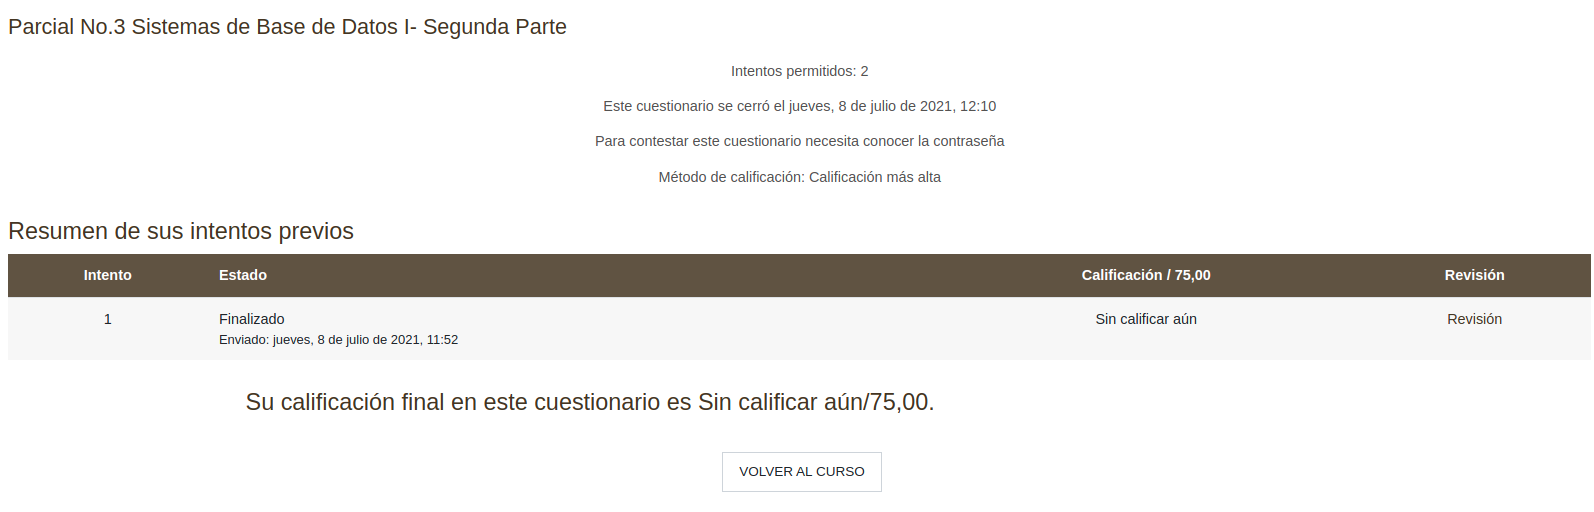 Parcial No.3 Sistemas de Base de Datos I- Segunda Parte
Intentos permitidos: 2
Este cuestionario se cerró el jueves, 8 de julio de 2021, 12:10
Para contestar este cuestionario necesita conocer la contraseña
Método de calificación: Calificación más alta
Resumen de sus intentos previos
Intento Estado Calificación / 75,00 Revisión
1 Finalizado Sin calificar aún Revisión
Enviado: jueves, 8 de julio de 2021, 11:52
Su calificación final en este cuestionario es Sin calificar aún/75,00.
VOLVER AL CURSO